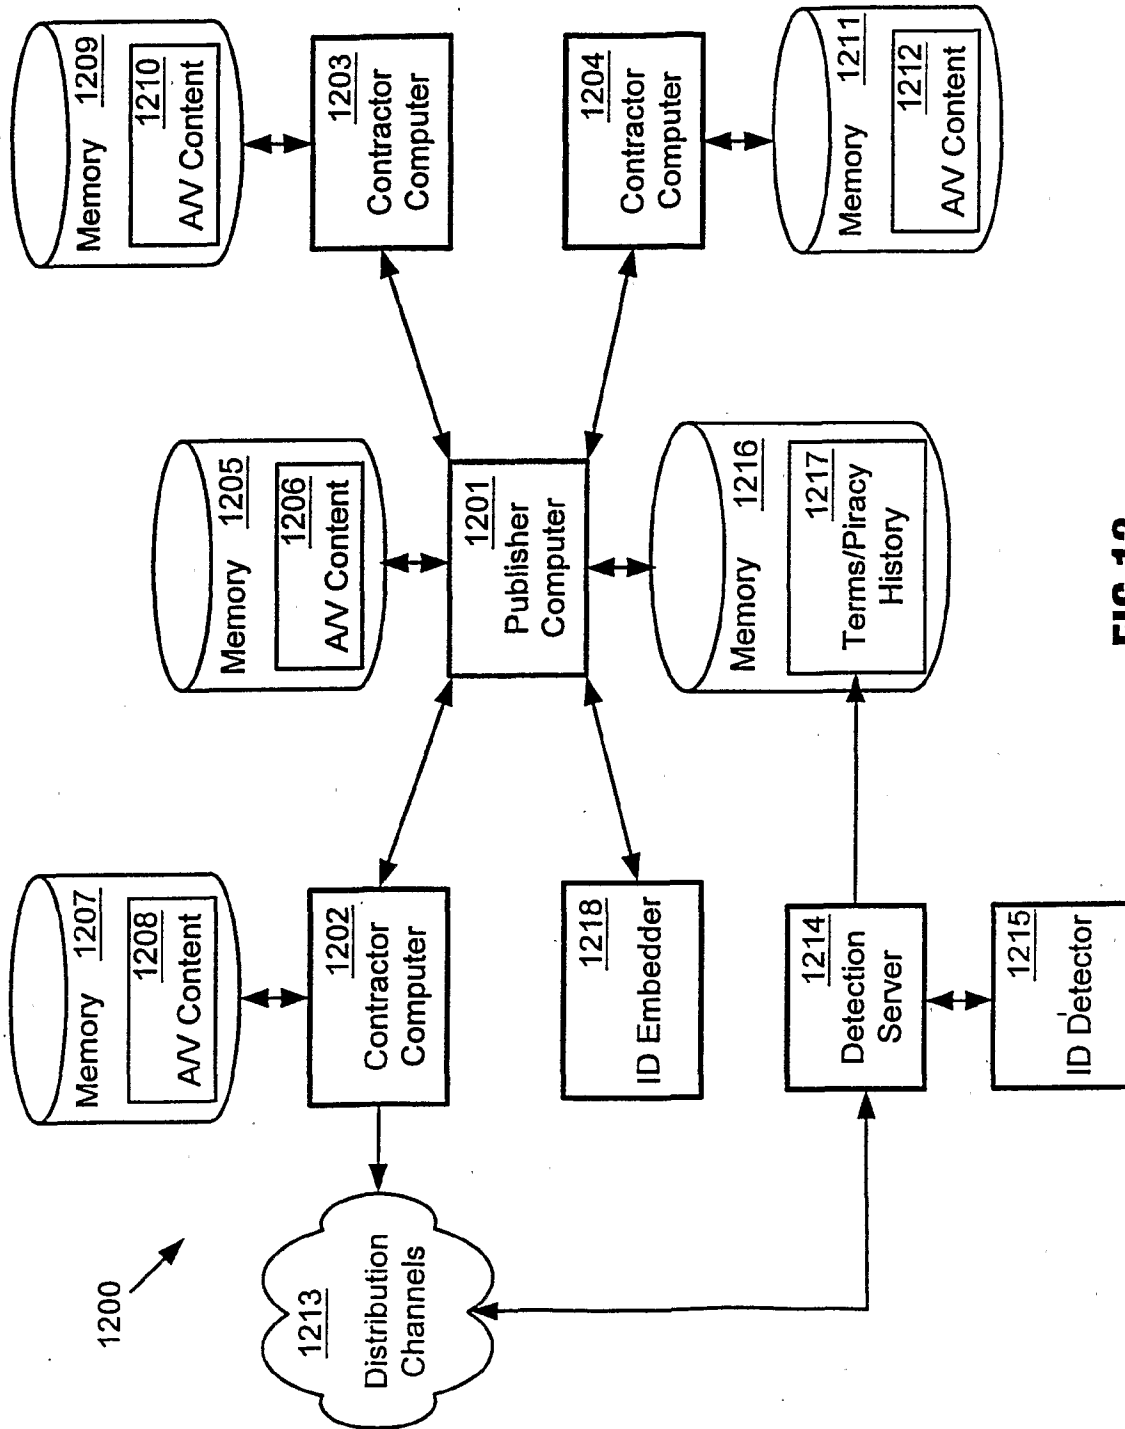 1200
Memory 1207
1208
A/V Content
Memory 1205
1206
A/V Content
Memory 1209
1210
A/V Content
1213
Distribution
Channels
1202
Contractor
Computer
1203
Contractor
Computer
1201
Publisher
Computer
1218
ID Embedder
1204
Contractor
Computer
1214
Detection
Server
Memory 1216
1217
Terms/Piracy
History
Memory 1211
1212
A/V Content
1215
ID Detector